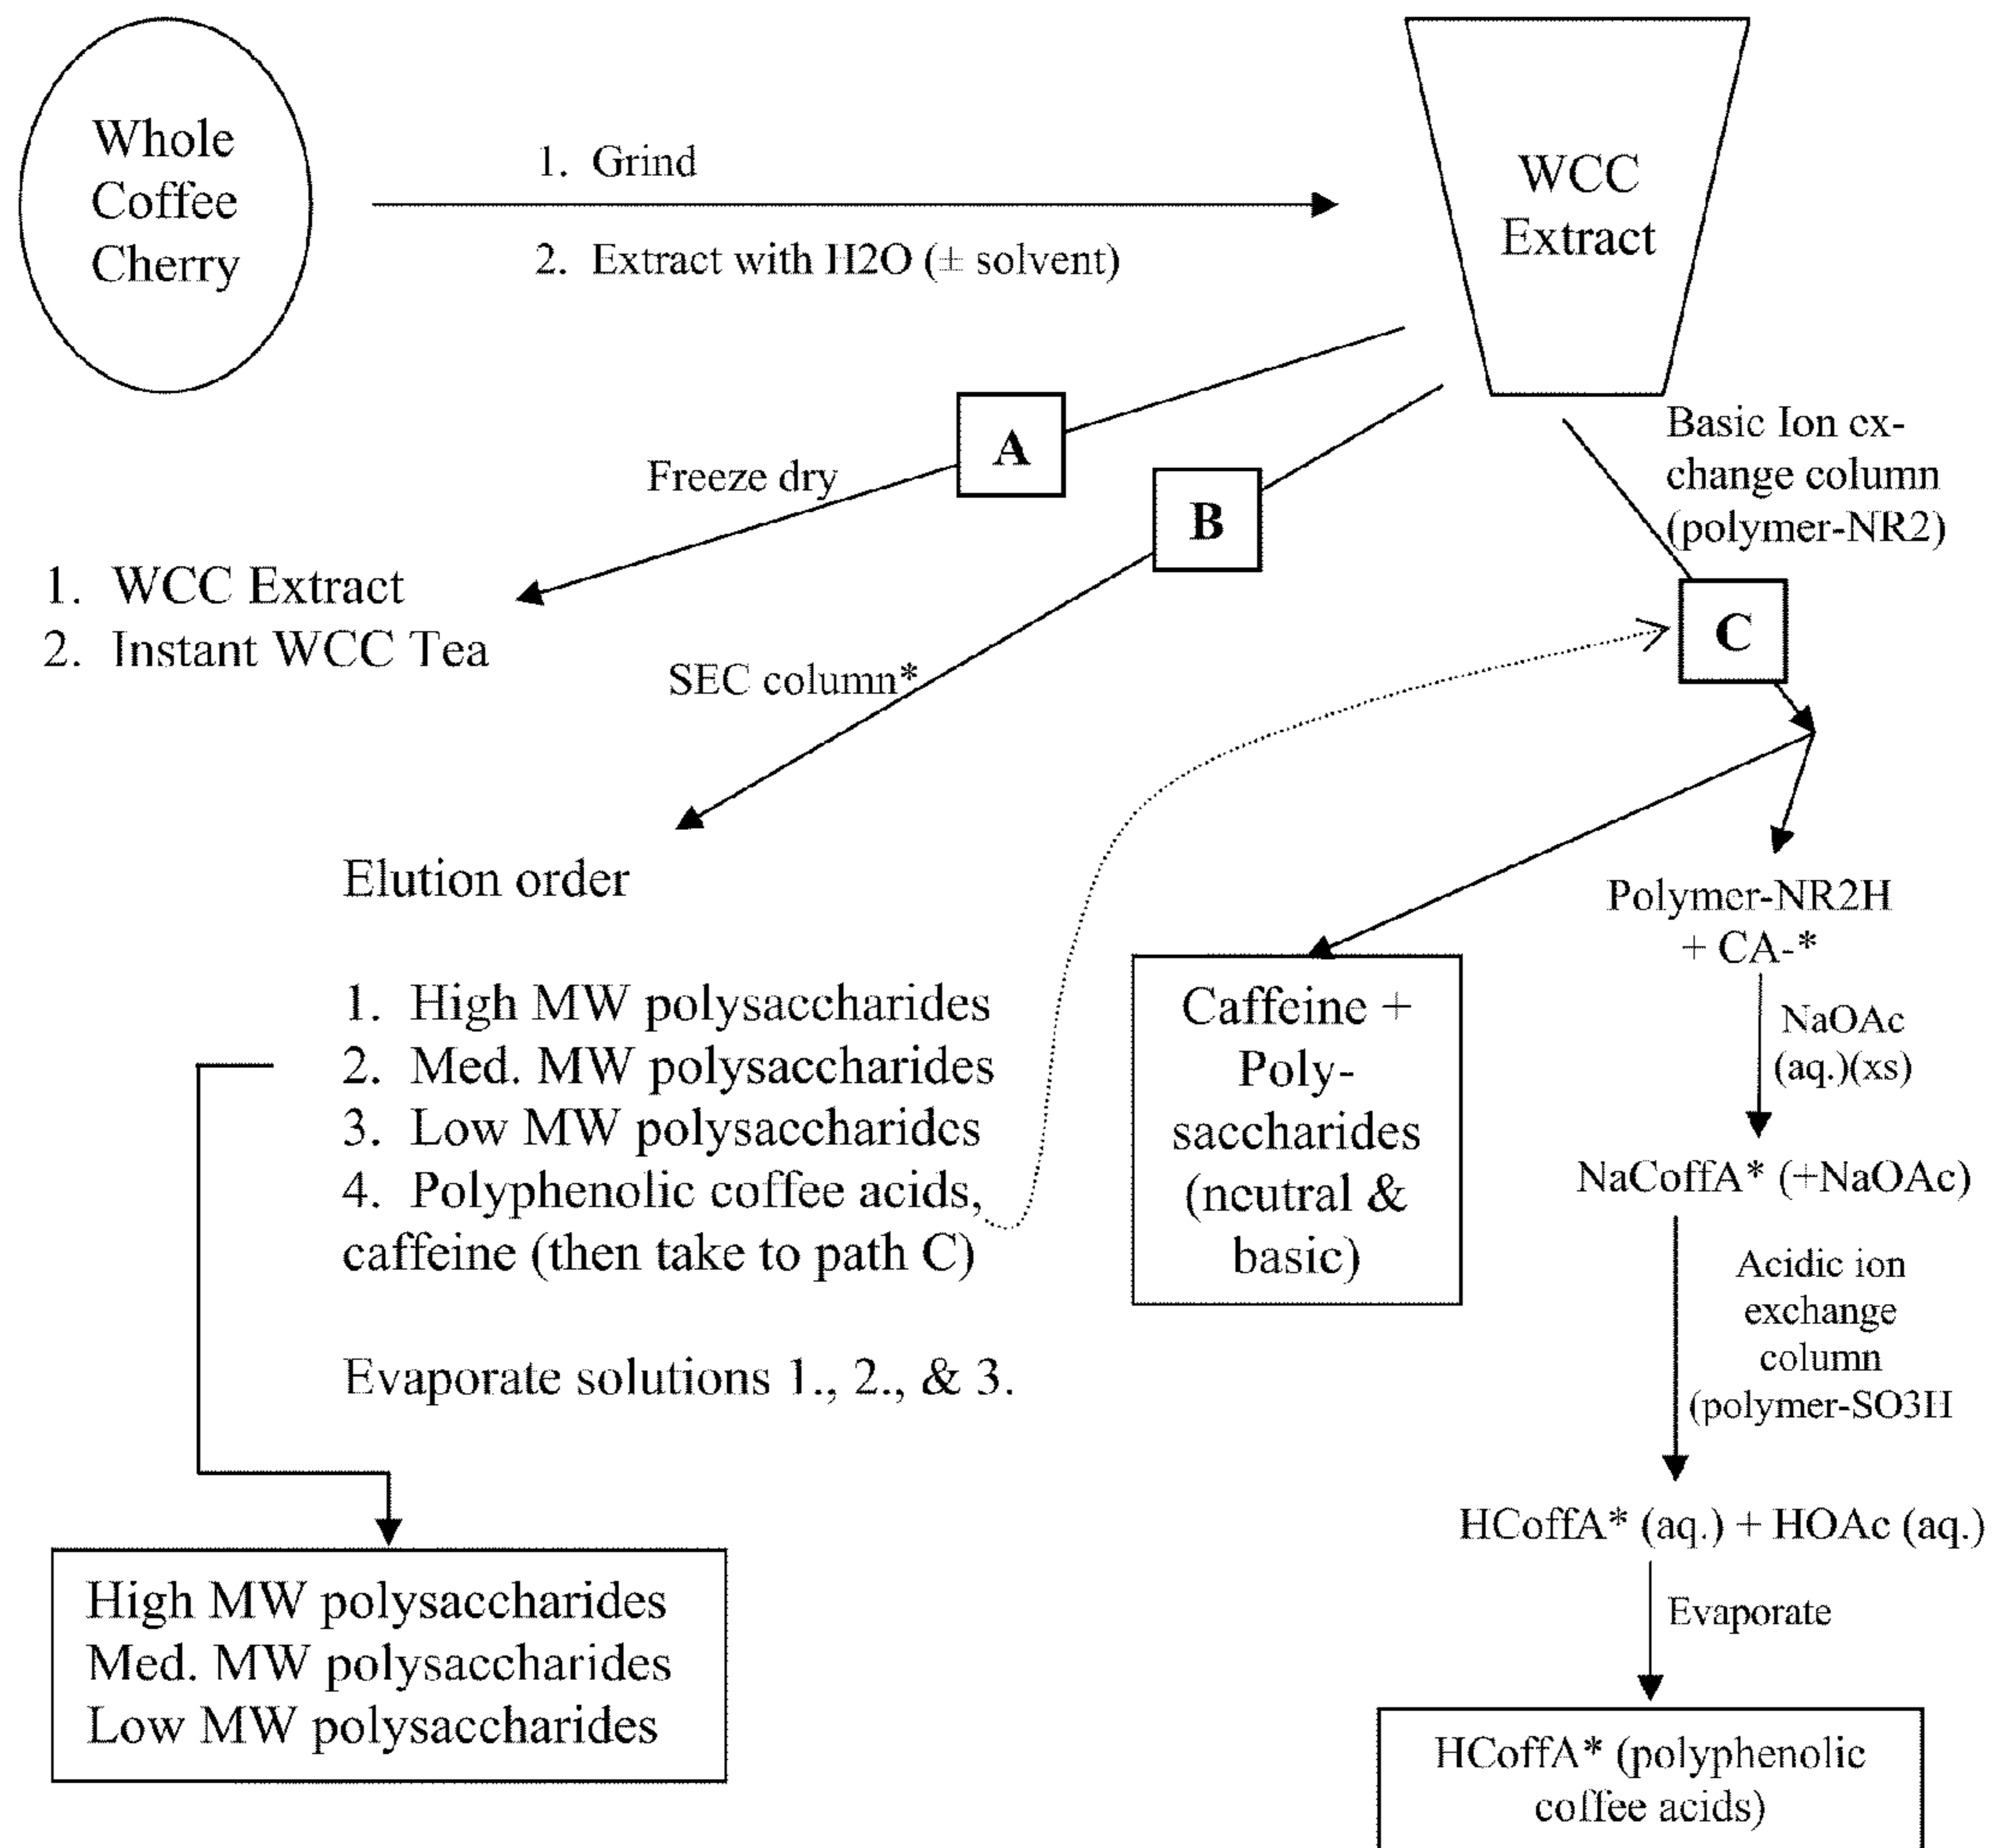 Whole
Coffee
Cherry
1. Grind
2. Extract with H2O (± solvent)
WCC
Extract
A
Freeze dry
1. WCC Extract
2. Instant WCC Tea
B
SEC column*
Basic Ion ex-
change column
(polymer-NR2)
C
Elution order
1. High MW polysaccharides
2. Med. MW polysaccharides
3. Low MW polysaccharides
4. Polyphenolic coffee acids,
caffeine (then take to path C)
Evaporate solutions 1., 2., & 3.
High MW polysaccharides
Med. MW polysaccharides
Low MW polysaccharides
Caffeine +
Poly-
saccharides
(neutral &
basic)
Polymer-NR2H
+ CA-*
NaOAc
(aq.)(xs)
NaCoffA* (+NaOAc)
Acidic ion
exchange
column
(polymer-SO3H
HCoffA* (aq.) + HOAc (aq.)
Evaporate
HCoffA* (polyphenolic
coffee acids)